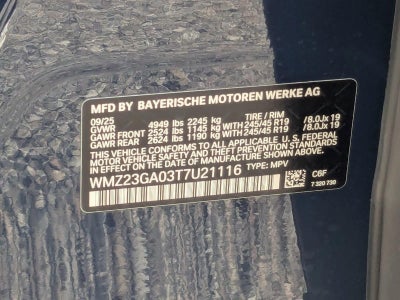 MFD BY BAYERISCHE MOTOREN WERKE AG
09/25 TIRE / RIM
GVWR 4949 lbs 2245 kg
GAWR FRONT 2524 lbs 1145 kg WITH 245/45 R19 /8.0Jx 19
GAWR REAR 2624 lbs 1190 kg WITH 245/45 R19 /8.0Jx 19
THIS VEHICLE CONFORMS TO ALL APPLICABLE U.S. FEDERAL
MOTOR VEHICLE SAFETY AND THEFT PREVENTION STANDARDS
IN EFFECT ON THE DATE OF MANUFACTURE SHOWN ABOVE.
WMZ23GA03T7U21116 TYPE: MPV
C6F
7 320 730